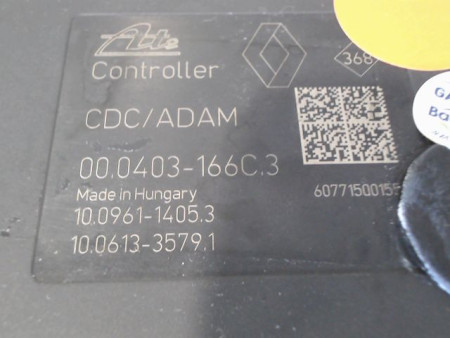 Ate
Controller
368
CDC/ADAM
00.0403-166C.3
Made in Hungary
6077150015
10.0961-1405.3
10.0613-3579.1